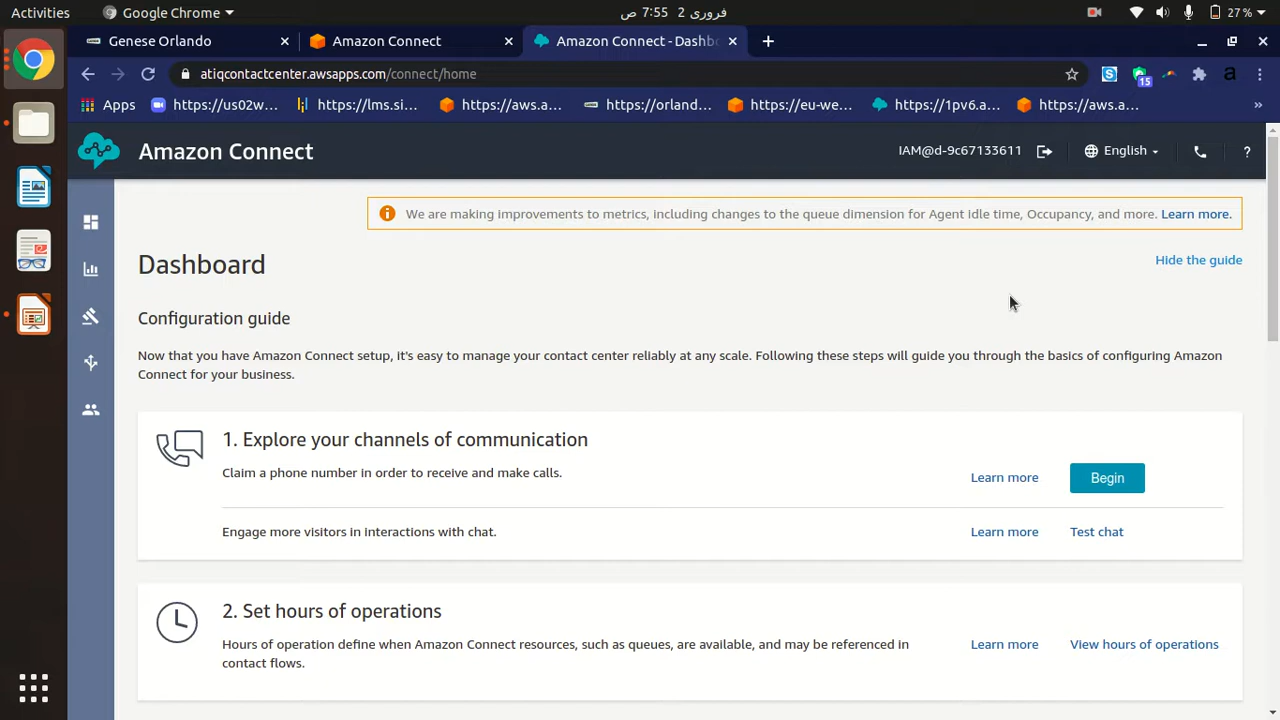 Activities
Google Chrome
فروری 2 7:55 ص
27 %
Genese Orlando
Amazon Connect
Amazon Connect - Dashb
atiqcontactcenter.awsapps.com/connect/home
15
a
Apps
https://us02w...
https://lms.si...
https://aws.a...
https://orland...
https://eu-we...
https://1pv6.a...
https://aws.a...
»
Amazon Connect
IAM@d-9c67133611
English
?
We are making improvements to metrics, including changes to the queue dimension for Agent idle time, Occupancy, and more. Learn more.
Dashboard
Hide the guide
Configuration guide
Now that you have Amazon Connect setup, it's easy to manage your contact center reliably at any scale. Following these steps will guide you through the basics of configuring Amazon
Connect for your business.
1. Explore your channels of communication
Claim a phone number in order to receive and make calls.
Learn more
Begin
Engage more visitors in interactions with chat.
Learn more
Test chat
2. Set hours of operations
Hours of operation define when Amazon Connect resources, such as queues, are available, and may be referenced in
contact flows.
Learn more
View hours of operations